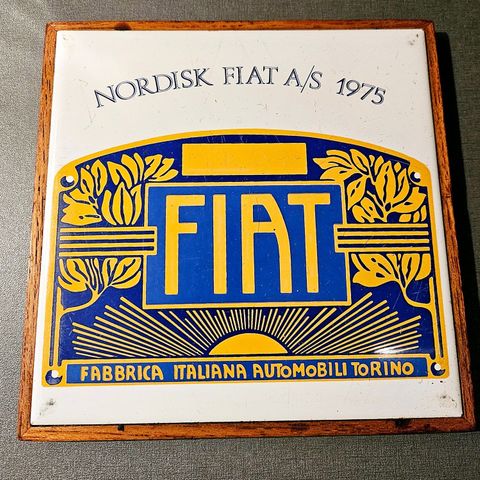 NORDISK FIAT A/S 1975
FIAT
FABBRICA ITALIANA AUTOMOBILI TORINO